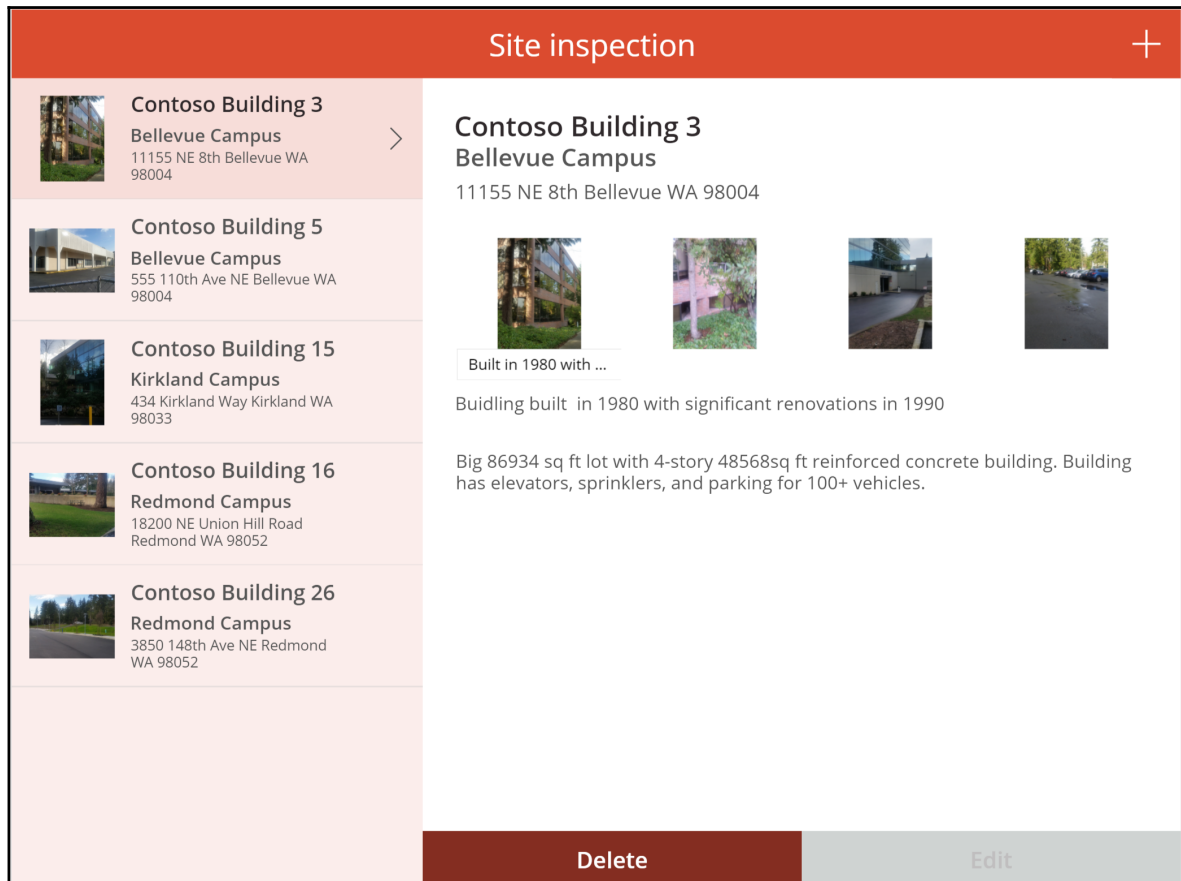 Site inspection
Contoso Building 3
Bellevue Campus
11155 NE 8th Bellevue WA
98004
Contoso Building 5
Bellevue Campus
555 110th Ave NE Bellevue WA
98004
Contoso Building 15
Kirkland Campus
434 Kirkland Way Kirkland WA
98033
Contoso Building 16
Redmond Campus
18200 NE Union Hill Road
Redmond WA 98052
Contoso Building 26
Redmond Campus
3850 148th Ave NE Redmond
WA 98052
Contoso Building 3
Bellevue Campus
11155 NE 8th Bellevue WA 98004
Built in 1980 with ...
Buidling built  in 1980 with significant renovations in 1990
Big 86934 sq ft lot with 4-story 48568sq ft reinforced concrete building. Building
has elevators, sprinklers, and parking for 100+ vehicles.
Delete
Edit